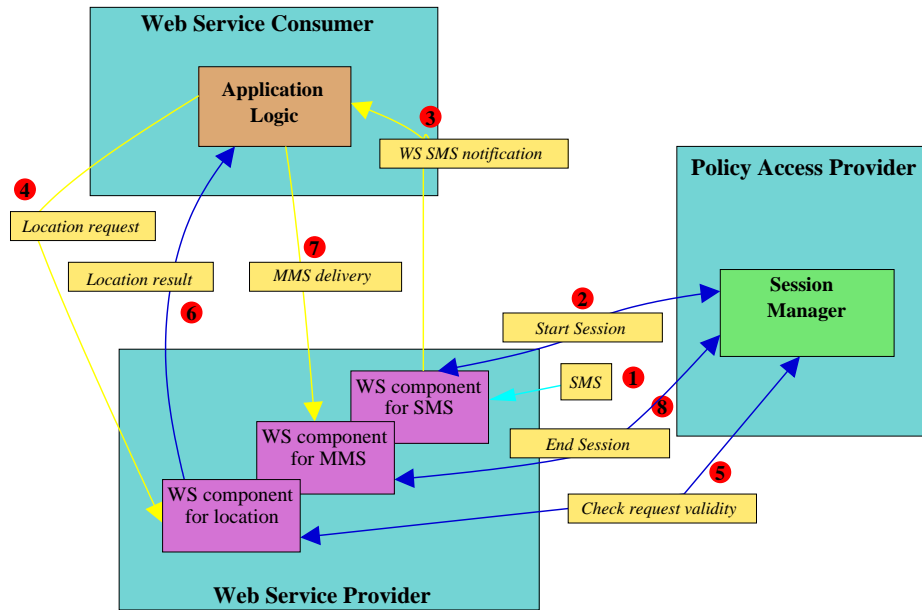 Web Service Consumer
Application
Logic
3
WS SMS notification
4
Location request
Policy Access Provider
7
Location result
MMS delivery
6
2
Start Session
Session
Manager
WS component
for SMS
SMS
1
8
WS component
for MMS
End Session
5
WS component
for location
Check request validity
Web Service Provider